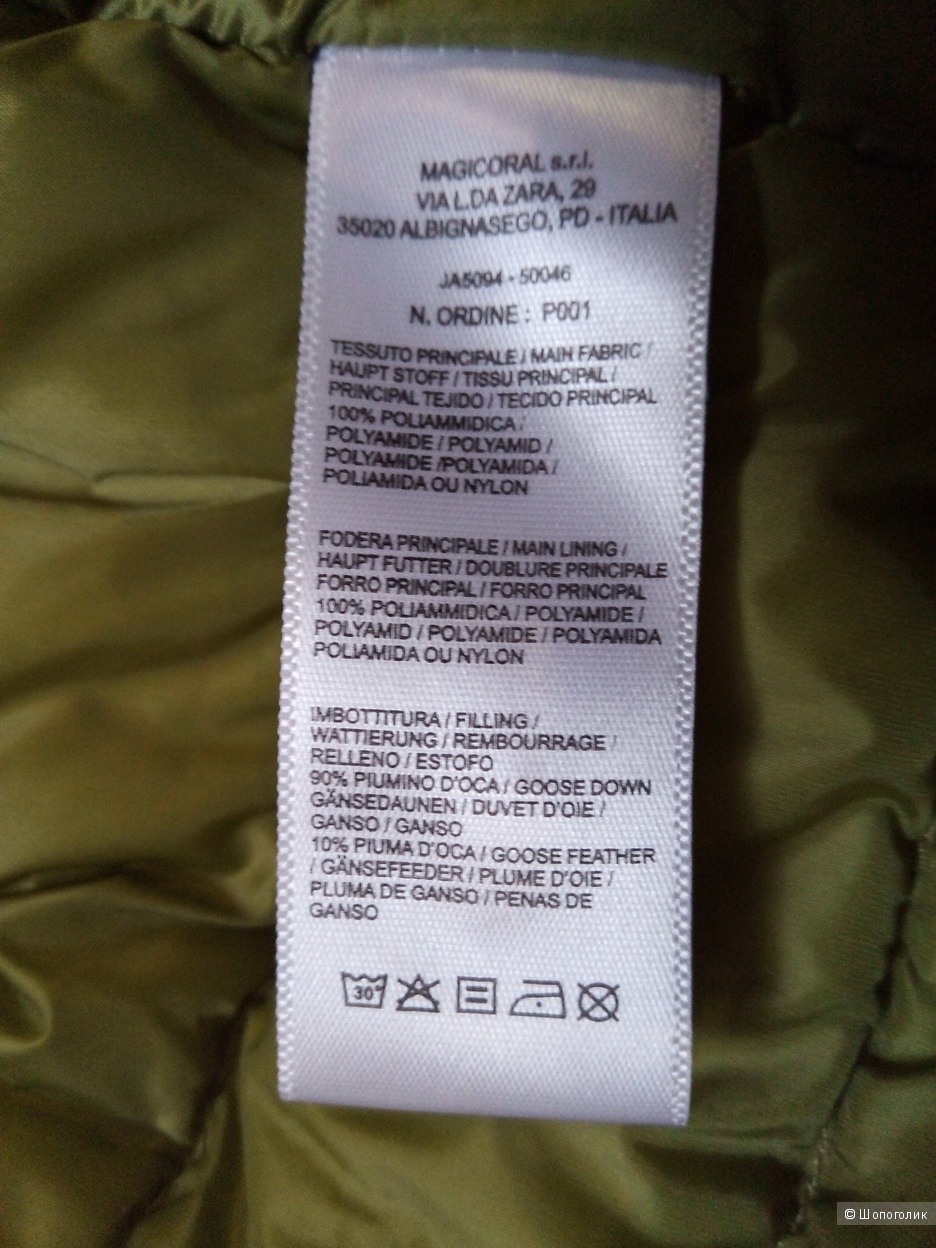 MAGICORAL s.r.l.
VIA L.DA ZARA, 29
35020 ALBIGNASEGO, PD - ITALIA
JA5094 - 50046
N. ORDINE : P001
TESSUTO PRINCIPALE / MAIN FABRIC /
HAUPT STOFF / TISSU PRINCIPAL /
PRINCIPAL TEJIDO / TECIDO PRINCIPAL
100% POLIAMMIDICA /
POLYAMIDE / POLYAMID /
POLYAMIDE /POLYAMIDA /
POLIAMIDA OU NYLON
FODERA PRINCIPALE / MAIN LINING /
HAUPT FUTTER / DOUBLURE PRINCIPALE
FORRO PRINCIPAL / FORRO PRINCIPAL
100% POLIAMMIDICA / POLYAMIDE /
POLYAMID / POLYAMIDE / POLYAMIDA
POLIAMIDA OU NYLON
IMBOTTITURA / FILLING /
WATTIERUNG / REMBOURRAGE /
RELLENO / ESTOFO
90% PIUMINO D'OCA / GOOSE DOWN
GÄNSEDAUNEN / DUVET D'OIE /
GANSO / GANSO
10% PIUMA D'OCA / GOOSE FEATHER
/ GÄNSEFEEDER / PLUME D'OIE /
PLUMA DE GANSO / PENAS DE
GANSO
30°
© Шопоголик